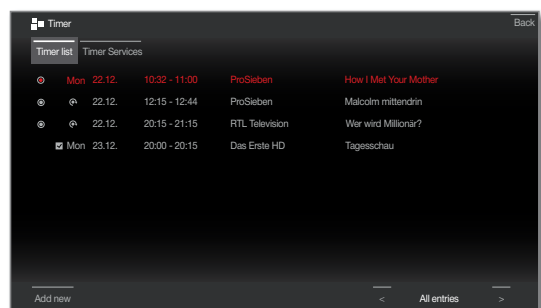 Timer Back
Timer list Timer Services
Mon 22.12. 10:32 - 11:00 ProSieben How I Met Your Mother
22.12. 12:15 - 12:44 ProSieben Malcolm mittendrin
22.12. 20:15 - 21:15 RTL Television Wer wird Millionär?
Mon 23.12. 20:00 - 20:15 Das Erste HD Tagesschau
Add new < All entries >